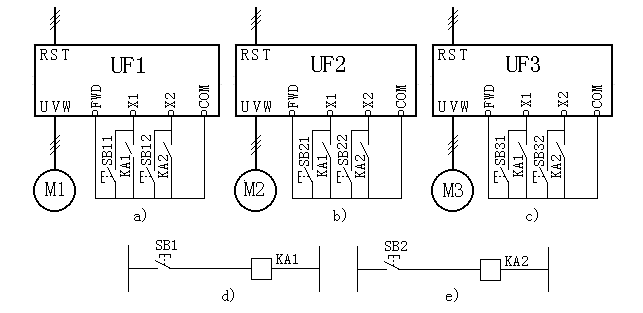 RST
UF1
UVW
FWD
X1
X2
COM
SB11
KA1
SB12
KA2
M1
a)
RST
UF2
UVW
FWD
X1
X2
COM
SB21
KA1
SB22
KA2
M2
b)
RST
UF3
UVW
FWD
X1
X2
COM
SB31
KA1
SB32
KA2
M3
c)
SB1
KA1
d)
SB2
KA2
e)